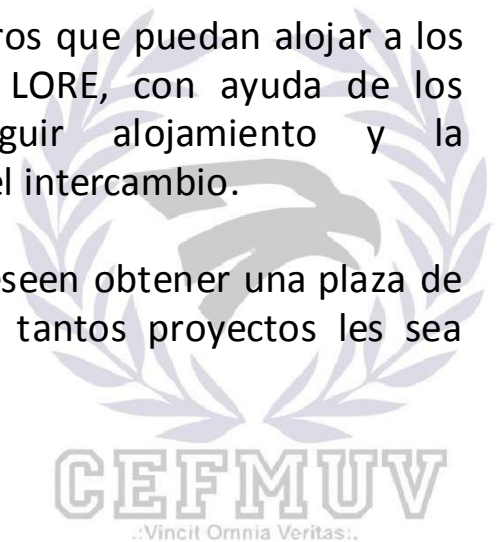 ros que puedan alojar a los
LORE, con ayuda de los
guir alojamiento y la
el intercambio.
seen obtener una plaza de
tantos proyectos les sea
CEFMUV
.:Vincit Omnia Veritas:.